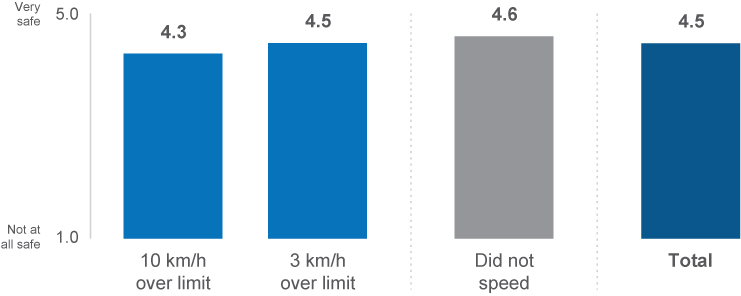 Very
safe
5.0
4.3
4.5
4.6
4.5
Not at
all safe
1.0
10 km/h
over limit
3 km/h
over limit
Did not
speed
Total